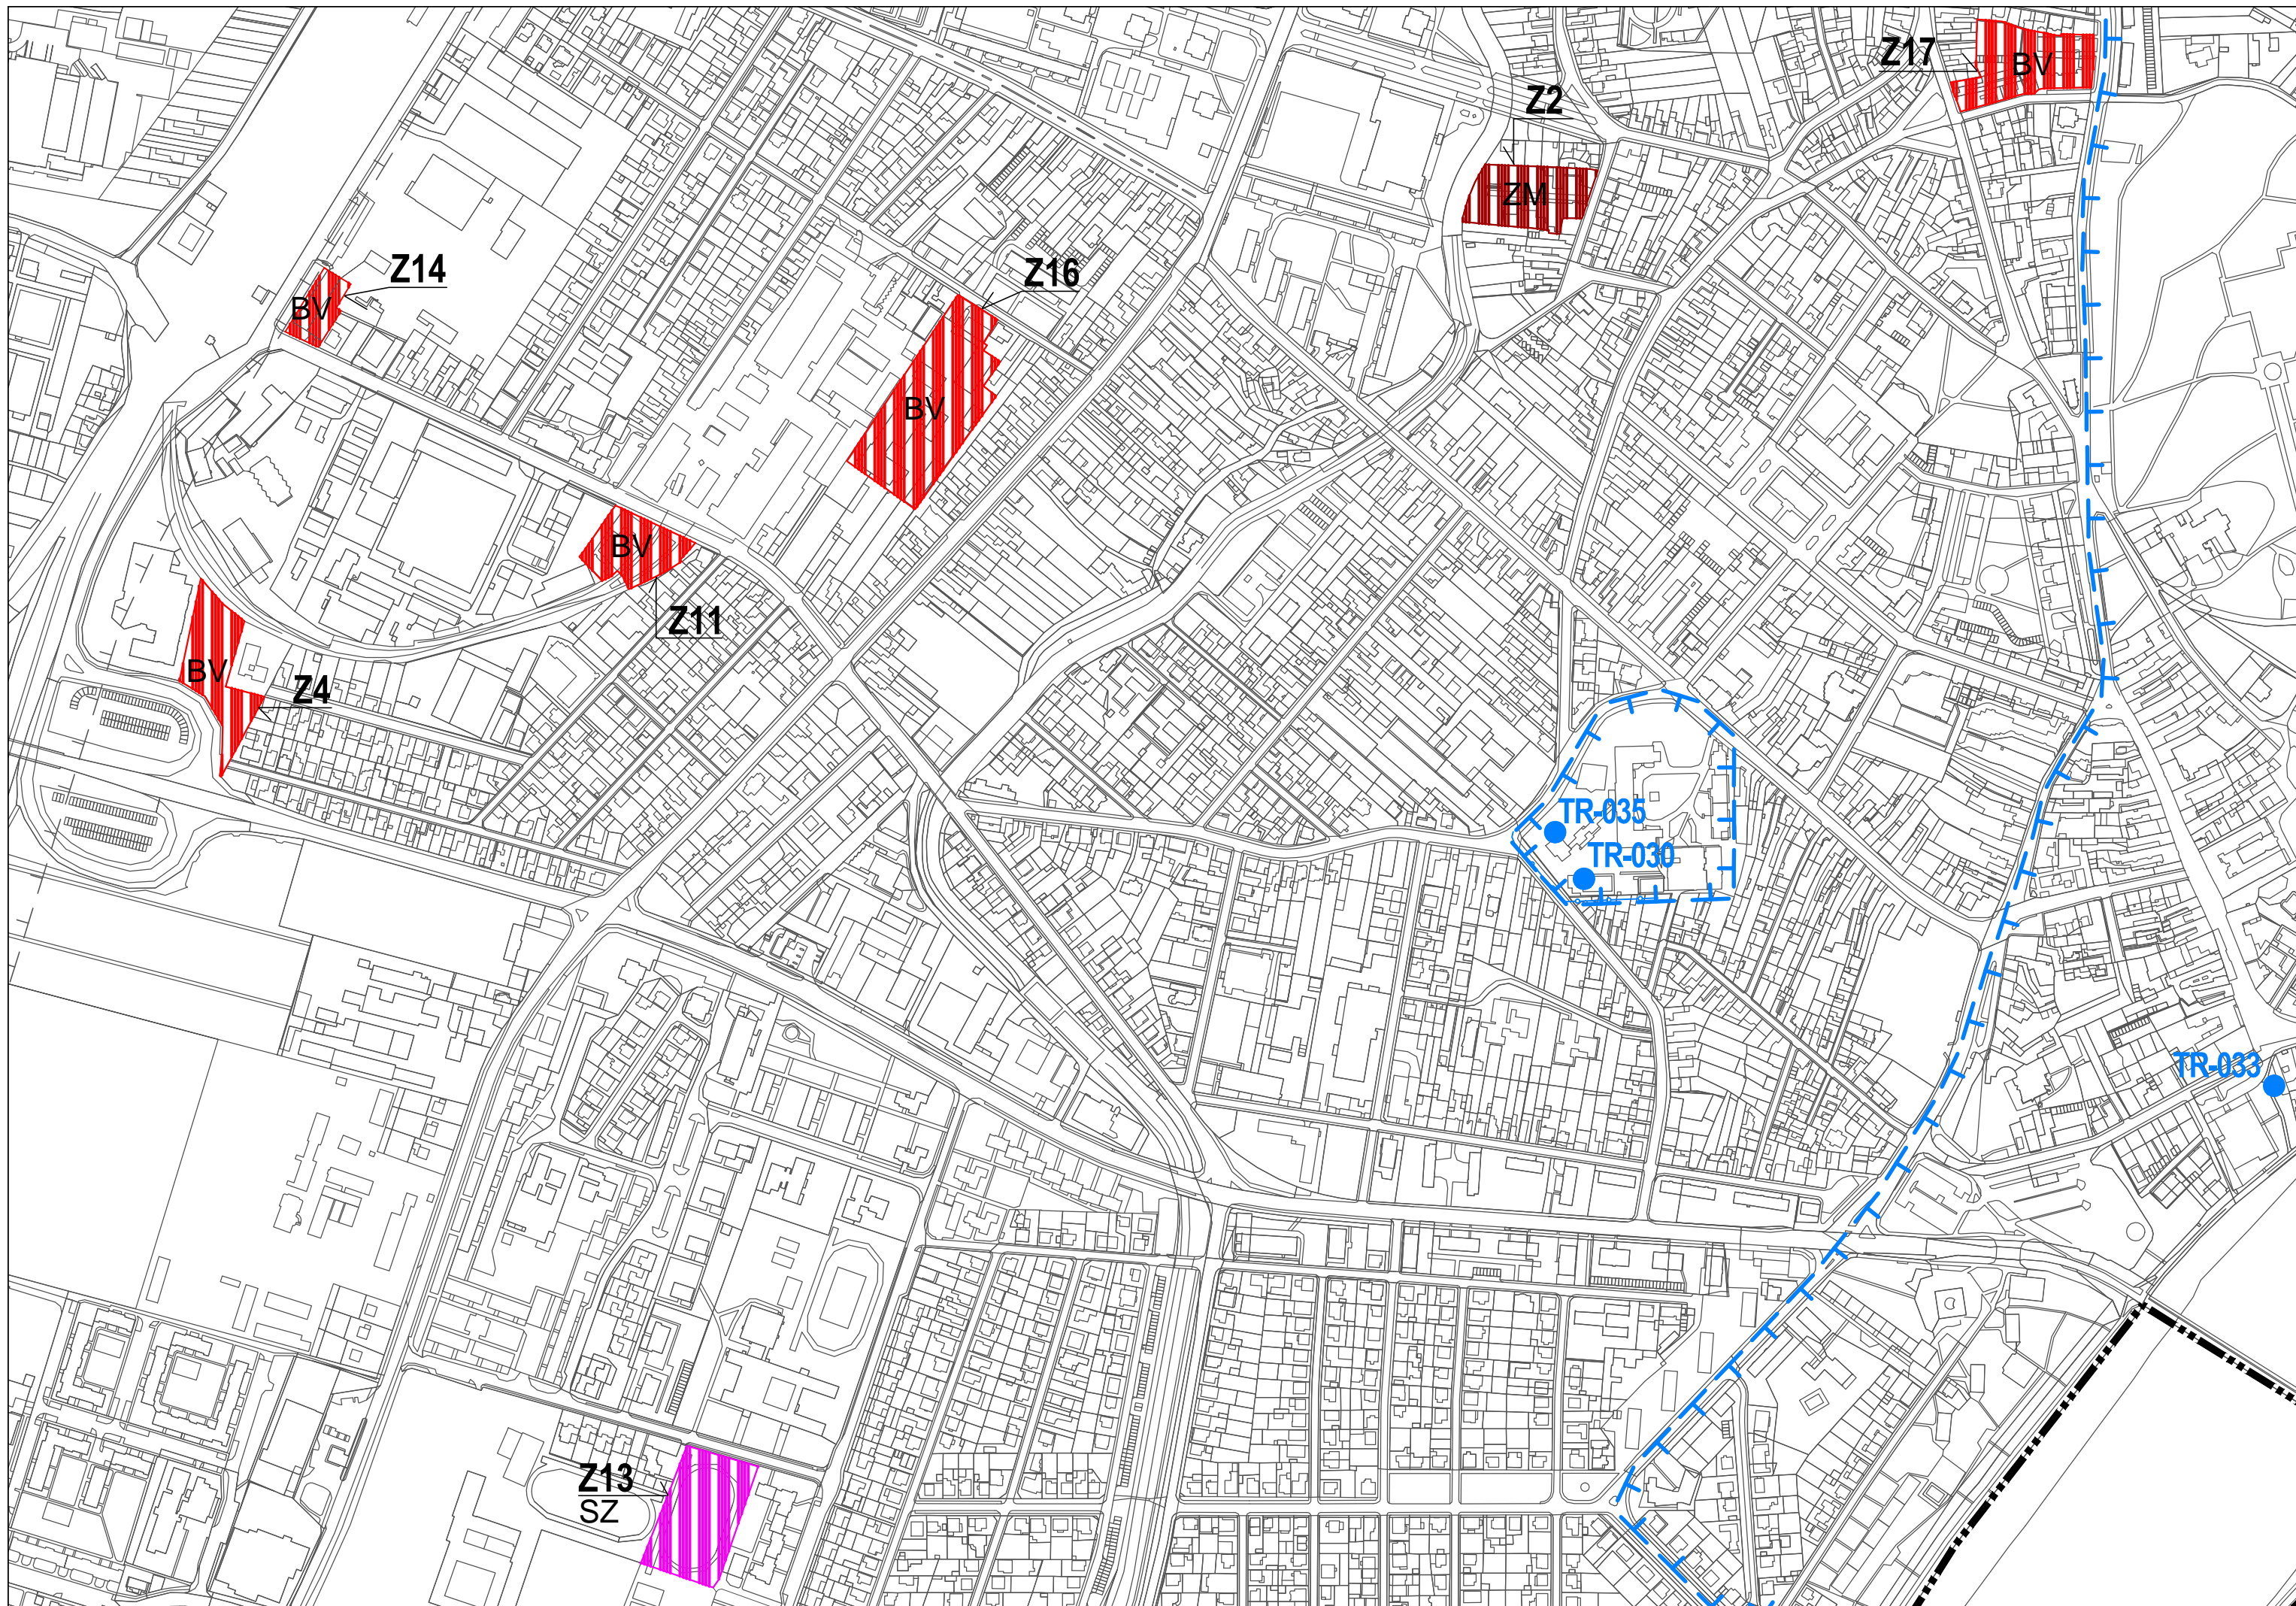 Z17
BV
Z2
ZM
Z14
BV
Z16
BV
BV
Z11
BV
Z4
TR-035
TR-030
TR-033
Z13
SZ